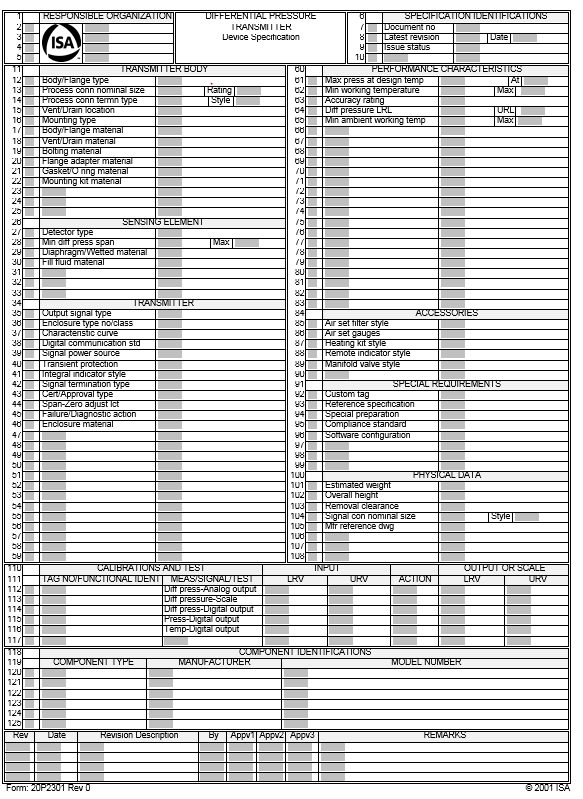 1 RESPONSIBLE ORGANIZATION DIFFERENTIAL PRESSURE 6 SPECIFICATION IDENTIFICATIONS
2 TRANSMITTER 7 Document no
3 ISA Device Specification 8 Latest revision Date
4 9 Issue status
5 10
11 TRANSMITTER BODY
12 Body/Flange type
13 Process conn nominal size Rating
14 Process conn termn type Style
15 Vent/Drain location
16 Mounting type
17 Body/Flange material
18 Vent/Drain material
19 Bolting material
20 Flange adapter material
21 Gasket/O ring material
22 Mounting kit material
23
24
25
26 SENSING ELEMENT
27 Detector type
28 Min diff press span Max
29 Diaphragm/Wetted material
30 Fill fluid material
31
32
33
34 TRANSMITTER
35 Output signal type
36 Enclosure type no/class
37 Characteristic curve
38 Digital communication std
39 Signal power source
40 Transient protection
41 Integral indicator style
42 Signal termination type
43 Cert/Approval type
44 Span-Zero adjust lct
45 Failure/Diagnostic action
46 Enclosure material
47
48
49
50
51
52
53
54
55
56
57
58
59
60 PERFORMANCE CHARACTERISTICS
61 Max press at design temp At
62 Min working temperature Max
63 Accuracy rating
64 Diff pressure LRL URL
65 Min ambient working temp Max
66
67
68
69
70
71
72
73
74
75
76
77
78
79
80
81
82
83
84 ACCESSORIES
85 Air set filter style
86 Air set gauges
87 Heating kit style
88 Remote indicator style
89 Manifold valve style
90
91 SPECIAL REQUIREMENTS
92 Custom tag
93 Reference specification
94 Special preparation
95 Compliance standard
96 Software configuration
97
98
99
100 PHYSICAL DATA
101 Estimated weight
102 Overall height
103 Removal clearance
104 Signal con nominal size Style
105 Mfr reference dwg
106
107
108
110 CALIBRATIONS AND TEST INPUT OUTPUT OR SCALE
111 TAG NO/FUNCTIONAL IDENT MEAS/SIGNAL/TEST LRV URV ACTION LRV URV
112 Diff press-Analog output
113 Diff pressure-Scale
114 Diff press-Digital output
115 Press-Digital output
116 Temp-Digital output
117
118 COMPONENT IDENTIFICATIONS
119 COMPONENT TYPE MANUFACTURER MODEL NUMBER
120
121
122
123
124
125
Rev Date Revision Description By Appv1 Appv2 Appv3 REMARKS
Form: 20P2301 Rev 0 © 2001 ISA